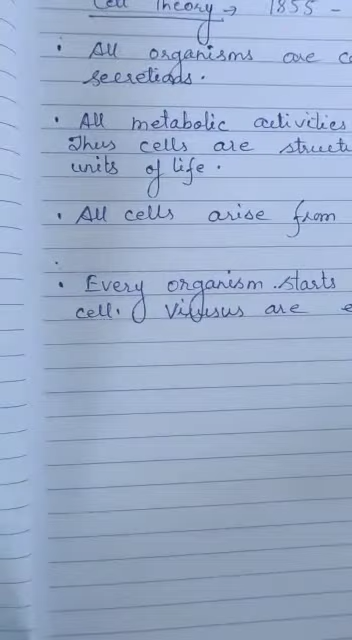 Cell Theory → 1855 -
• All organisms are c
secretions.
• All metabolic activities
Thus cells are struct
units of life.
• All cells arise from
• Every organism starts
cell. are